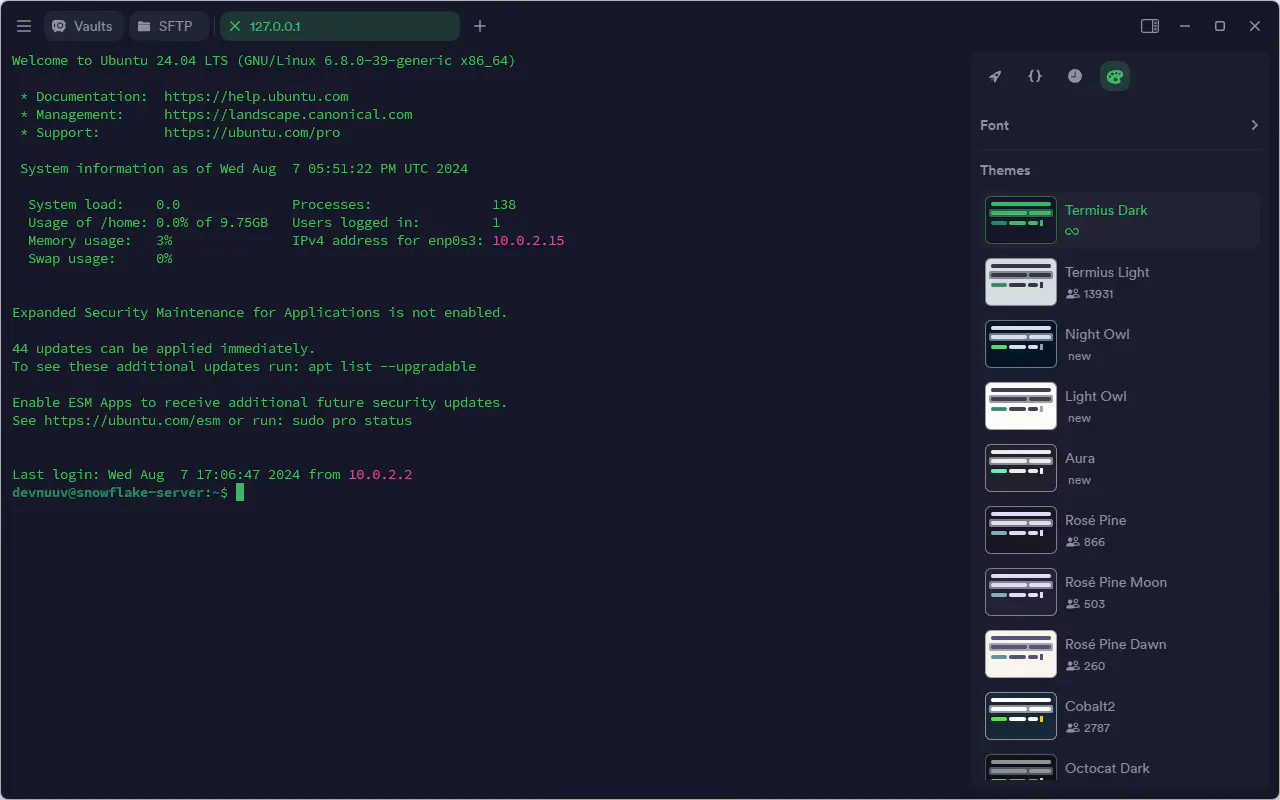 Vaults SFTP 127.0.0.1
Welcome to Ubuntu 24.04 LTS (GNU/Linux 6.8.0-39-generic x86_64)
* Documentation: https://help.ubuntu.com
* Management: https://landscape.canonical.com
* Support: https://ubuntu.com/pro
System information as of Wed Aug 7 05:51:22 PM UTC 2024
System load: 0.0 Processes: 138
Usage of /home: 0.0% of 9.75GB Users logged in: 1
Memory usage: 3% IPv4 address for enp0s3: 10.0.2.15
Swap usage: 0%
Expanded Security Maintenance for Applications is not enabled.
44 updates can be applied immediately.
To see these additional updates run: apt list --upgradable
Enable ESM Apps to receive additional future security updates.
See https://ubuntu.com/esm or run: sudo pro status
Last login: Wed Aug 7 17:06:47 2024 from 10.0.2.2
devnuuv@snowflake-server:~$
Font
Themes
Termius Dark
Termius Light
13931
Night Owl
new
Light Owl
new
Aura
new
Rosé Pine
866
Rosé Pine Moon
503
Rosé Pine Dawn
260
Cobalt2
2787
Octocat Dark